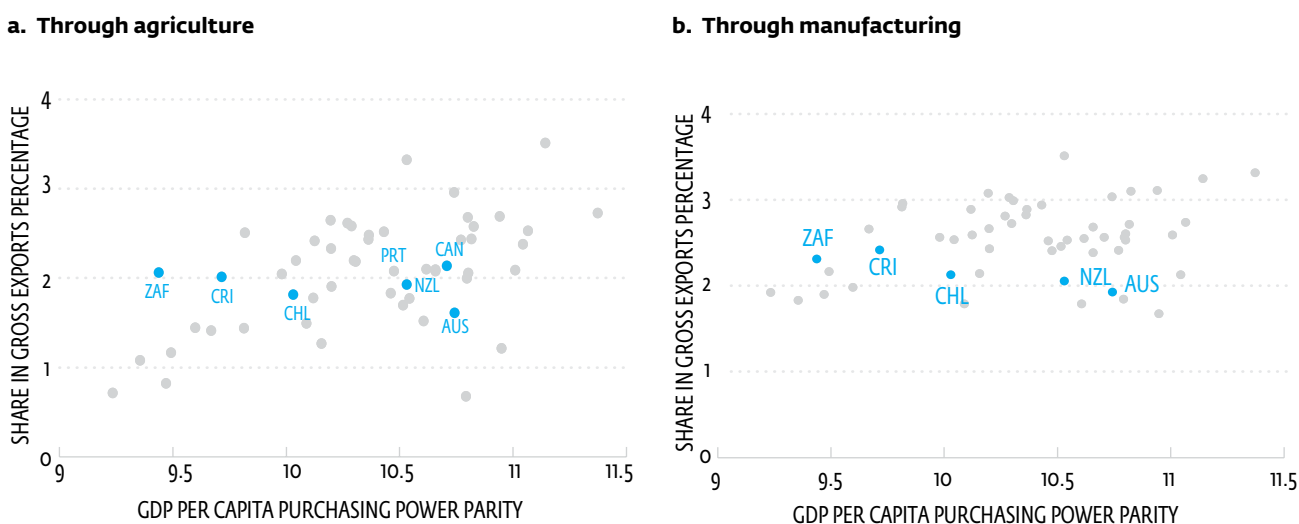 a. Through agriculture
SHARE IN GROSS EXPORTS PERCENTAGE
4
3
2
1
0
ZAF
CRI
CHL
PRT
CAN
NZL
AUS
9
9.5
10
10.5
11
11.5
GDP PER CAPITA PURCHASING POWER PARITY
b. Through manufacturing
SHARE IN GROSS EXPORTS PERCENTAGE
4
3
2
1
0
ZAF
CRI
CHL
NZL
AUS
9
9.5
10
10.5
11
11.5
GDP PER CAPITA PURCHASING POWER PARITY